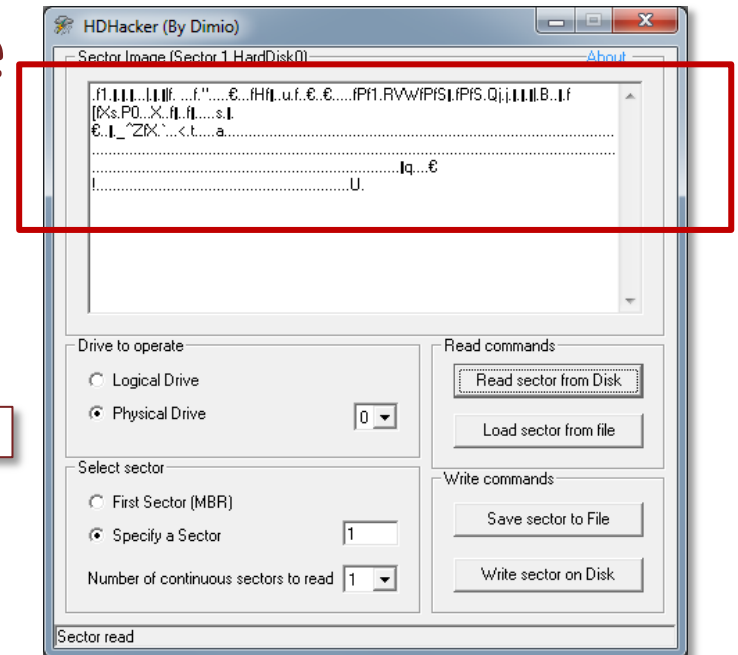 e
HDHacker (By Dimio)
Sector Image (Sector 1 HardDisk0)
About
[fXs.P0...X..
!.......................................................U.
Drive to operate
Logical Drive
Physical Drive
0
Read commands
Read sector from Disk
Load sector from file
Select sector
First Sector (MBR)
Specify a Sector
1
Number of continuous sectors to read
1
Write commands
Save sector to File
Write sector on Disk
Sector read